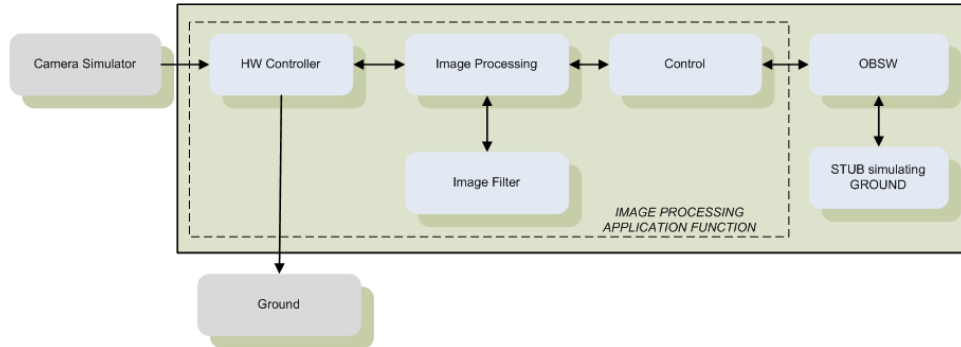 Camera Simulator
HW Controller
Image Processing
Control
OBSW
Image Filter
STUB simulating
GROUND
IMAGE PROCESSING
APPLICATION FUNCTION
Ground